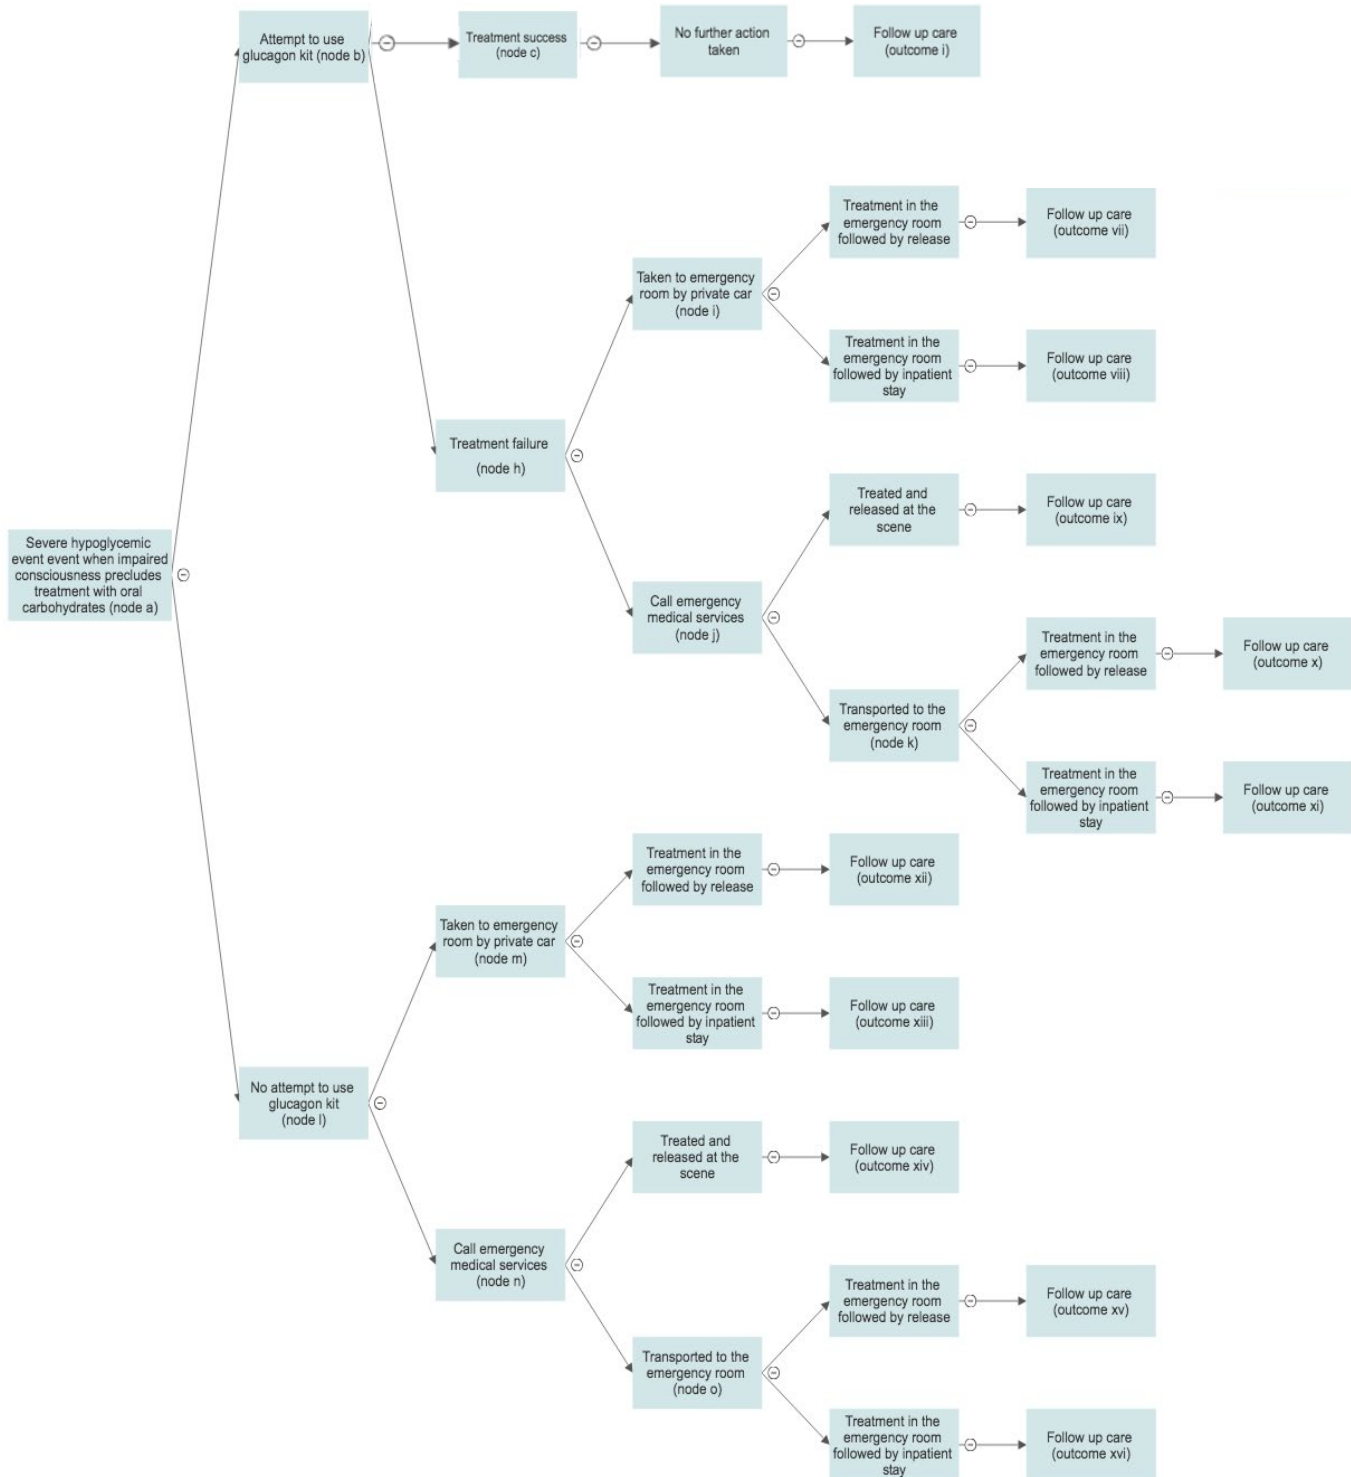 Attempt to use
glucagon kit (node b)
Treatment success
(node c)
No further action
taken
Follow up care
(outcome i)
Treatment in the
emergency room
followed by release
Follow up care
(outcome vii)
Taken to emergency
room by private car
(node i)
Treatment in the
emergency room
followed by inpatient
stay
Follow up care
(outcome viii)
Treatment failure
(node h)
Treated and
released at the
scene
Follow up care
(outcome ix)
Severe hypoglycemic
event event when impaired
consciousness precludes
treatment with oral
carbohydrates (node a)
Call emergency
medical services
(node j)
Treatment in the
emergency room
followed by release
Follow up care
(outcome x)
Transported to the
emergency room
(node k)
Treatment in the
emergency room
followed by inpatient
stay
Follow up care
(outcome xi)
Treatment in the
emergency room
followed by release
Follow up care
(outcome xii)
Taken to emergency
room by private car
(node m)
Treatment in the
emergency room
followed by inpatient
stay
Follow up care
(outcome xiii)
No attempt to use
glucagon kit
(node l)
Treated and
released at the
scene
Follow up care
(outcome xiv)
Call emergency
medical services
(node n)
Treatment in the
emergency room
followed by release
Follow up care
(outcome xv)
Transported to the
emergency room
(node o)
Treatment in the
emergency room
followed by inpatient
stay
Follow up care
(outcome xvi)